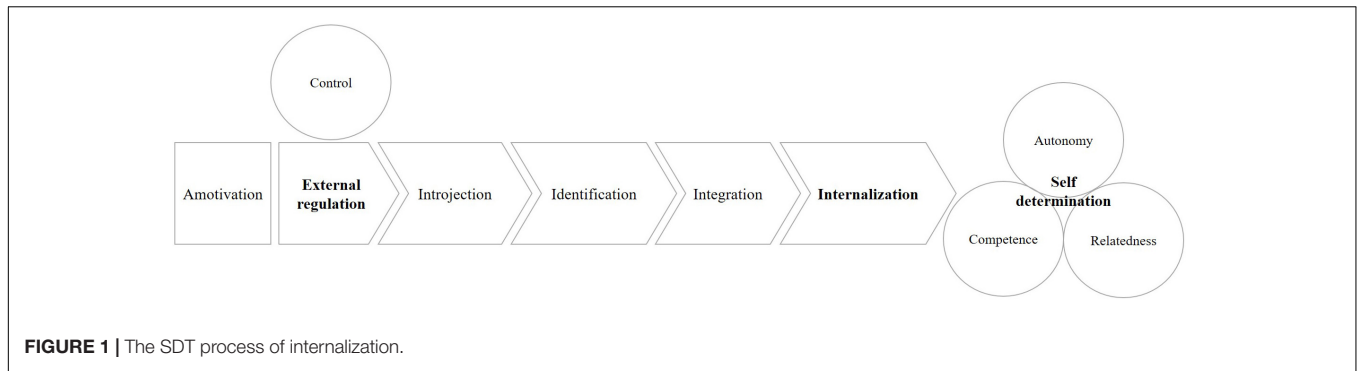 Control
Amotivation
External
regulation
Introjection
Identification
Integration
Internalization
Autonomy
Self
determination
Competence
Relatedness
FIGURE 1 | The SDT process of internalization.